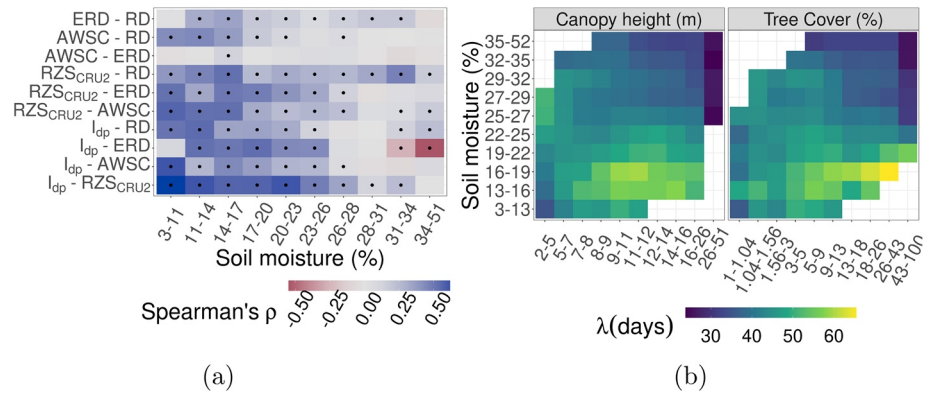 ERD - RD
AWSC - RD
AWSC - ERD
RZSCRU2 - RD
RZSCRU2 - ERD
RZSCRU2 - AWSC
Idp - RD
Idp - ERD
Idp - AWSC
Idp - RZSCRU2
3-11
11-14
14-17
17-20
20-23
23-26
26-28
28-31
31-34
34-51
Soil moisture (%)
Spearman's ρ
-0.50
-0.25
0.00
0.25
0.50
(a)
Canopy height (m)
Tree Cover (%)
Soil moisture (%)
35-52
32-35
29-32
27-29
25-27
22-25
19-22
16-19
13-16
3-13
2-5
5-7
7-8
8-9
9-11
11-12
12-14
14-16
16-26
26-51
1-1.04
1.04-1.56
1.56-3
3-5
5-9
9-13
13-18
18-26
26-43
43-100
λ(days)
30
40
50
60
(b)